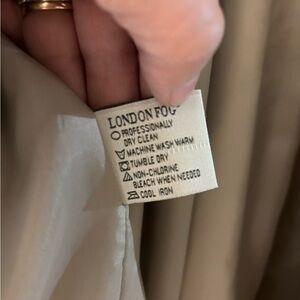 LONDON FOG
PROFESSIONALLY
DRY CLEAN
MACHINE WASH WARM
TUMBLE DRY
NON-CHLORINE
BLEACH WHEN NEEDED
COOL IRON